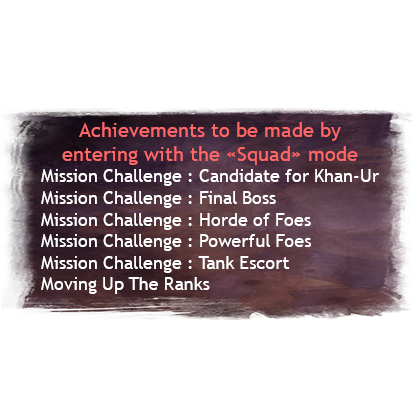 Achievements to be made by
entering with the «Squad» mode
Mission Challenge : Candidate for Khan-Ur
Mission Challenge : Final Boss
Mission Challenge : Horde of Foes
Mission Challenge : Powerful Foes
Mission Challenge : Tank Escort
Moving Up The Ranks